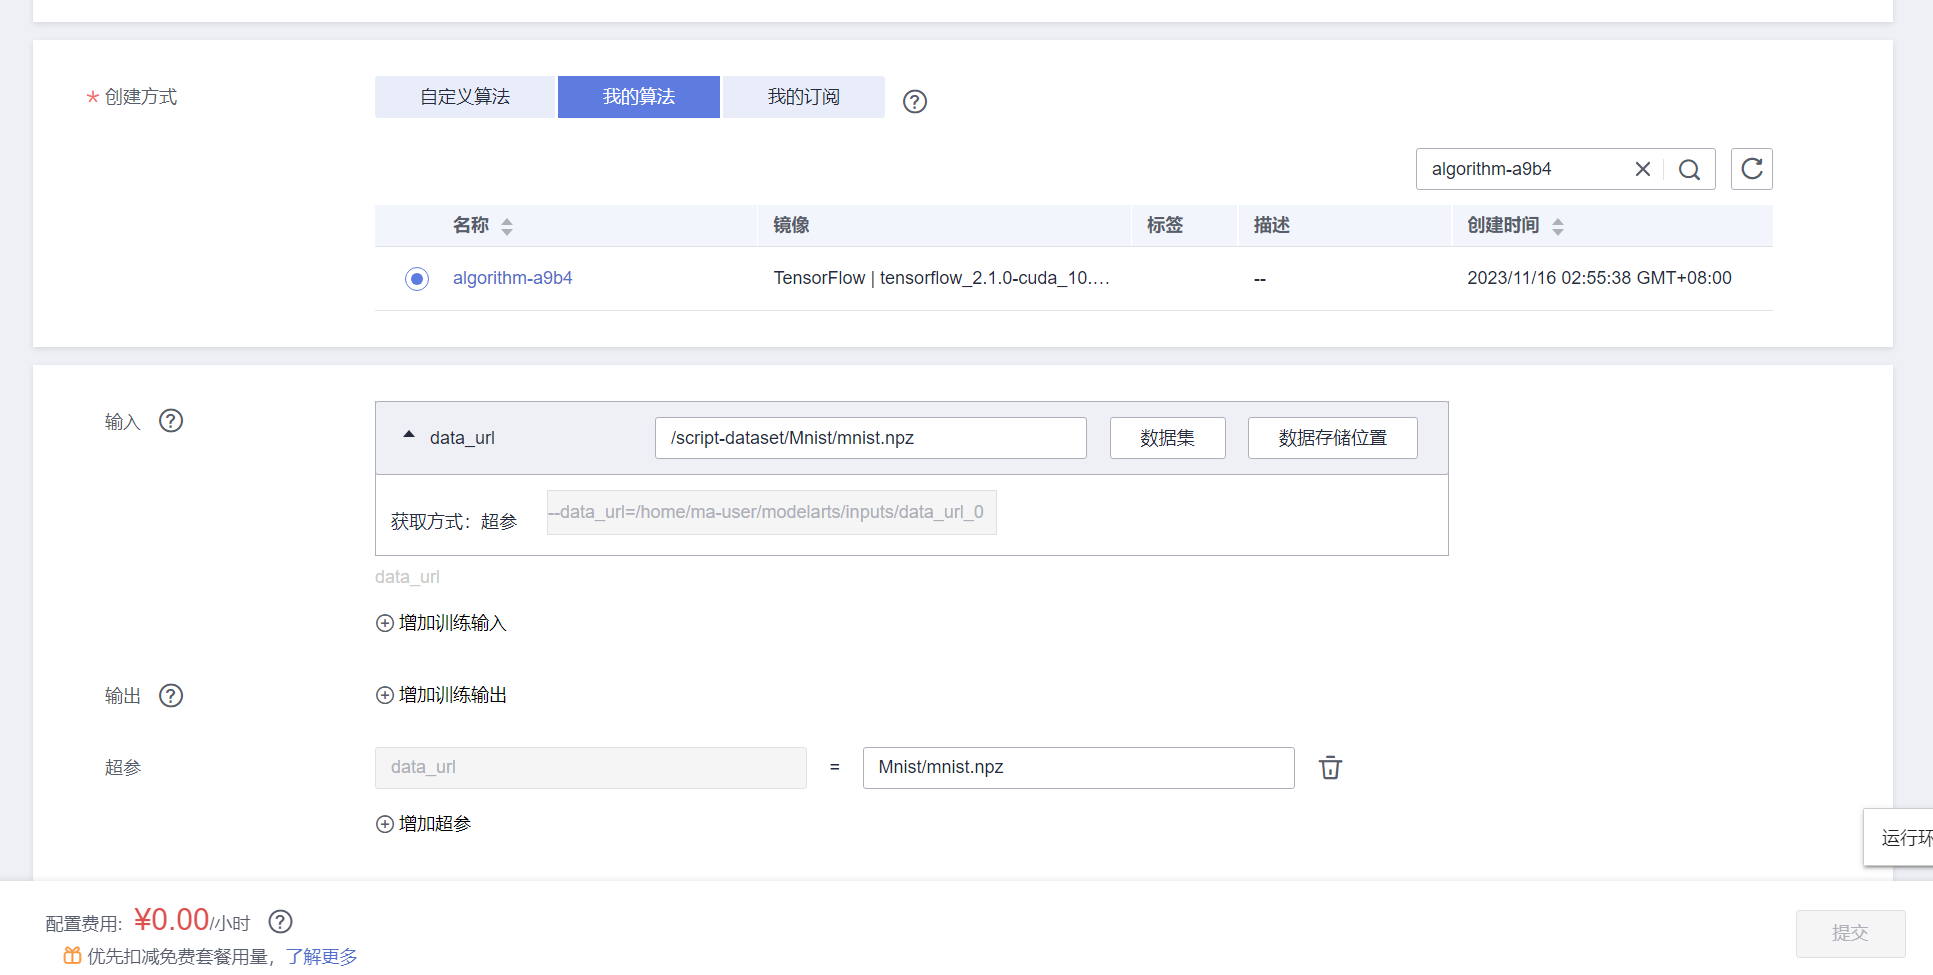 * 创建方式 自定义算法 我的算法 我的订阅
algorithm-a9b4
名称 镜像 标签 描述 创建时间
algorithm-a9b4 TensorFlow | tensorflow_2.1.0-cuda_10.... -- 2023/11/16 02:55:38 GMT+08:00
输入 data_url /script-dataset/Mnist/mnist.npz 数据集 数据存储位置
获取方式：超参 --data_url=/home/ma-user/modelarts/inputs/data_url_0
data_url
增加训练输入
输出 增加训练输出
超参 data_url = Mnist/mnist.npz
增加超参
运行环
配置费用: ¥0.00/小时
优先扣减免费套餐用量，了解更多
提交